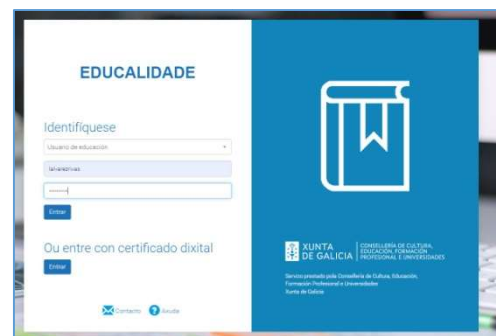 EDUCALIDADE
Identifíquese
Usuario de educación
Entrar
Ou entre con certificado dixital
Entrar
Contacto
Axuda
XUNTA
DE GALICIA
CONSELLERÍA DE CULTURA,
EDUCACIÓN, FORMACIÓN
PROFESIONAL E UNIVERSIDADES
Servizo prestado pola Consellería de Cultura, Educación,
Formación Profesional e Universidades
Xunta de Galicia